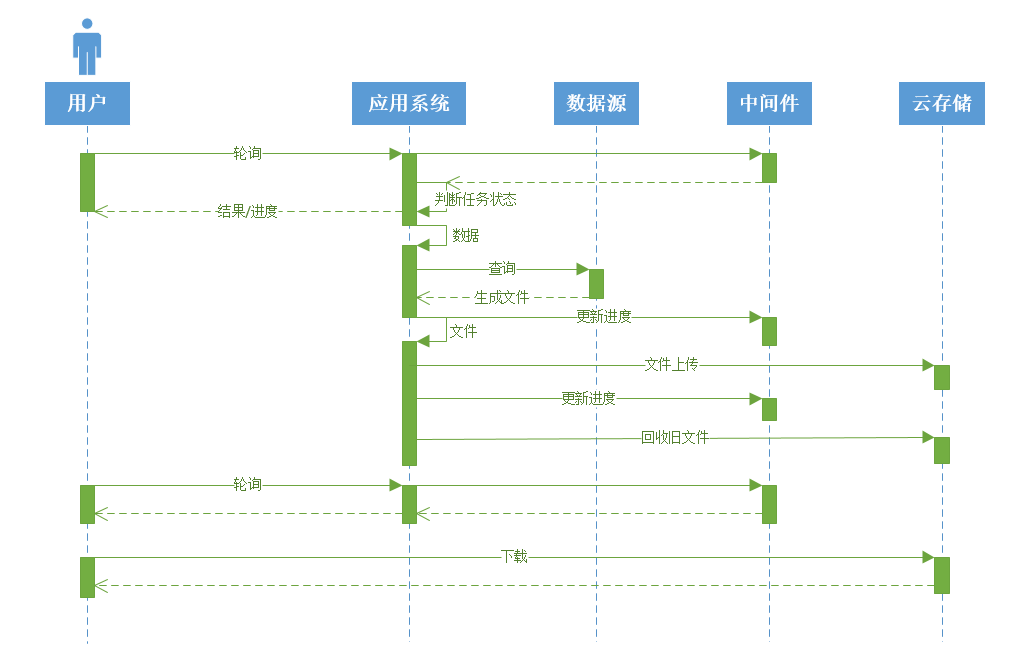 用户
应用系统
数据源
中间件
云存储
轮询
判断任务状态
结果/进度
数据
查询
生成文件
更新进度
文件
文件上传
更新进度
回收旧文件
轮询
下载